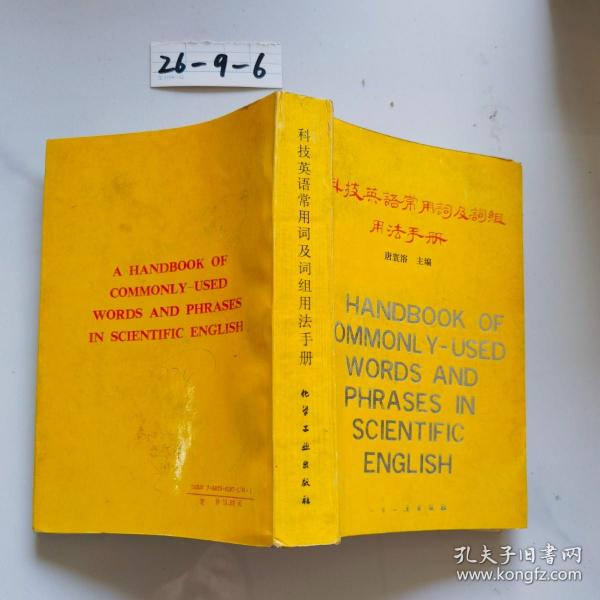 26-9-6
A HANDBOOK OF
COMMONLY-USED
WORDS AND PHRASES
IN SCIENTIFIC ENGLISH
科技英语常用词及词组用法手册
化学工业出版社
科技英語常用詞及詞組
用法手册
主编
HANDBOOK OF
OMMONLY-USED
WORDS AND
PHRASES IN
SCIENTIFIC
ENGLISH
孔夫子旧书网
www.kongfz.com